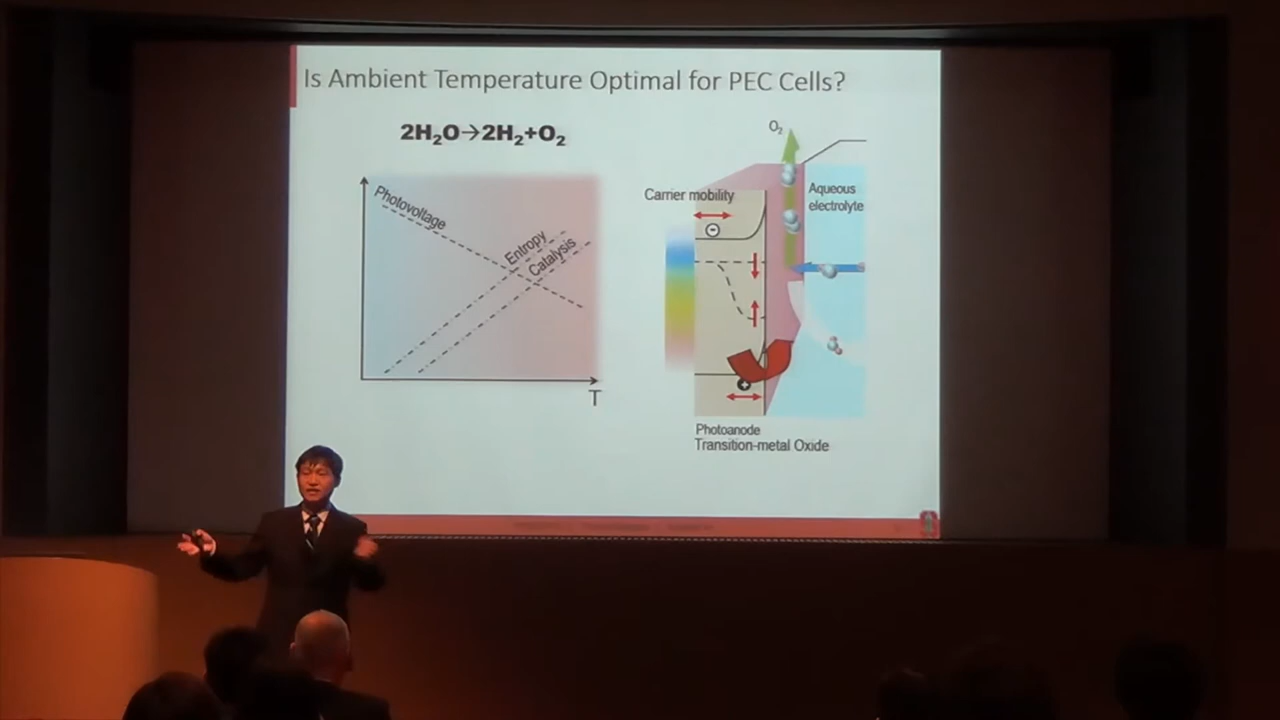 Is Ambient Temperature Optimal for PEC Cells?
2H₂O→2H₂+O₂
Photovoltage
Entropy
Catalysis
T
O₂
Carrier mobility
Aqueous
electrolyte
Photoanode
Transition-metal Oxide